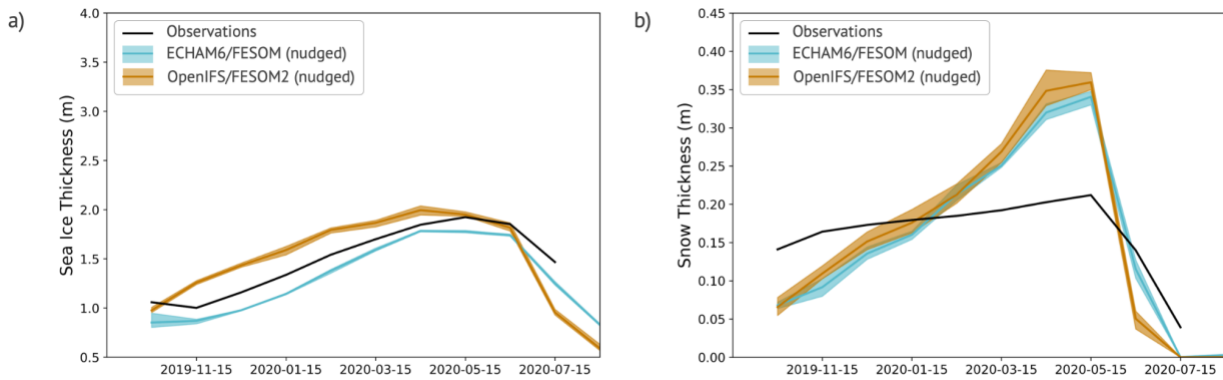 a)
Observations
ECHAM6/FESOM (nudged)
OpenIFS/FESOM2 (nudged)
Sea Ice Thickness (m)
4.0
3.5
3.0
2.5
2.0
1.5
1.0
0.5
2019-11-15
2020-01-15
2020-03-15
2020-05-15
2020-07-15
b)
Observations
ECHAM6/FESOM (nudged)
OpenIFS/FESOM2 (nudged)
Snow Thickness (m)
0.45
0.40
0.35
0.30
0.25
0.20
0.15
0.10
0.05
0.00
2019-11-15
2020-01-15
2020-03-15
2020-05-15
2020-07-15